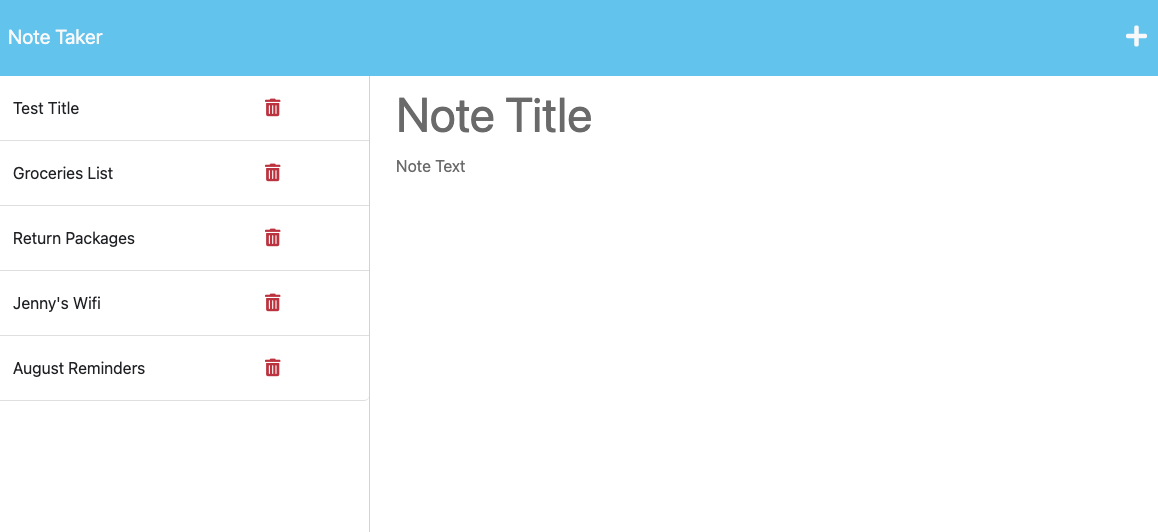 Note Taker
Test Title
Groceries List
Return Packages
Jenny's Wifi
August Reminders
Note Title
Note Text